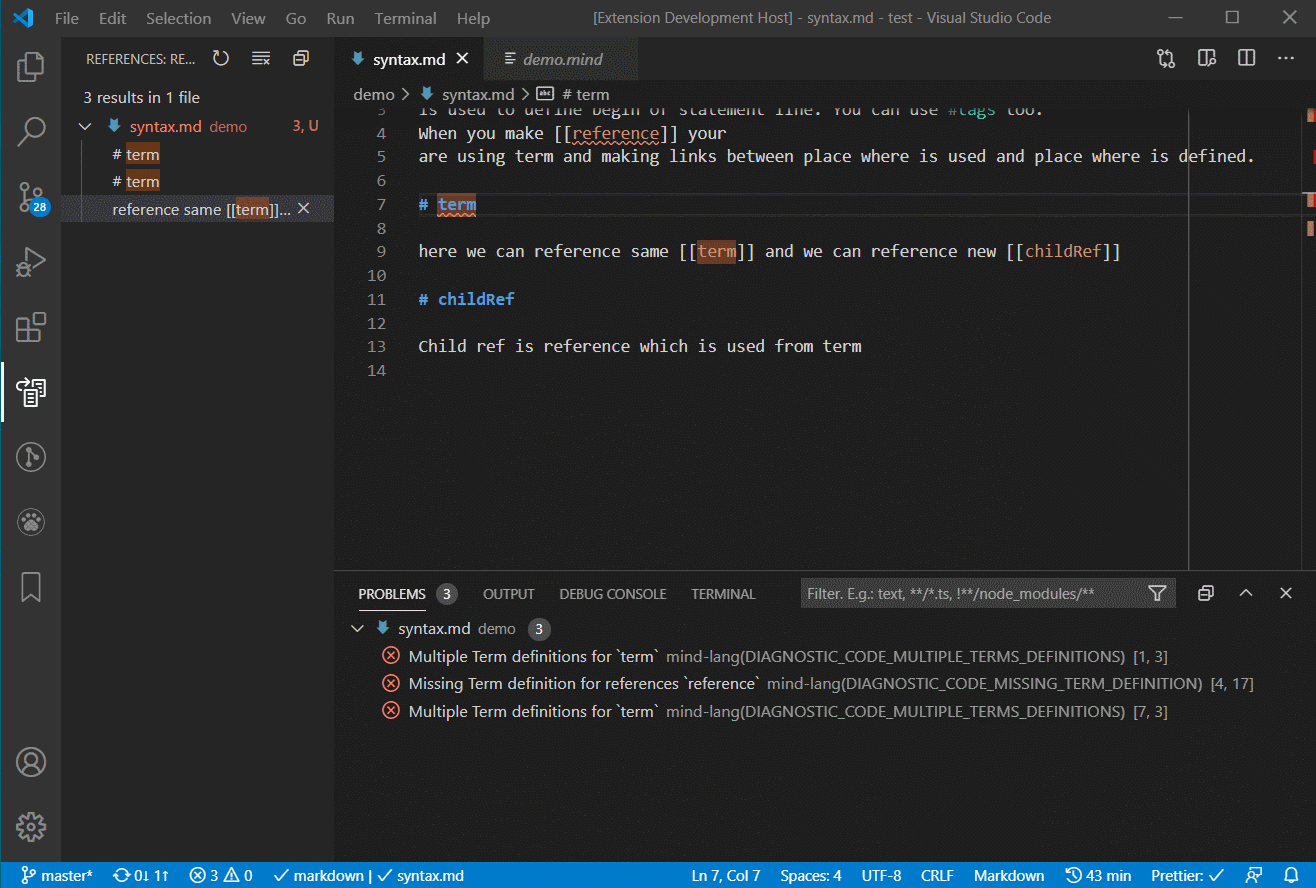 File Edit Selection View Go Run Terminal Help [Extension Development Host] - syntax.md - test - Visual Studio Code
REFERENCES: RE...
3 results in 1 file
syntax.md demo 3, U
# term
# term
reference same [[term]]...
28
syntax.md demo.mind
demo > syntax.md > # term
3 is used to define begin of statement line. You can use #tags too.
4 When you make [[reference]] your
5 are using term and making links between place where is used and place where is defined.
6
7 # term
8
9 here we can reference same [[term]] and we can reference new [[childRef]]
10
11 # childRef
12
13 Child ref is reference which is used from term
14
PROBLEMS 3 OUTPUT DEBUG CONSOLE TERMINAL Filter. E.g.: text, **/*.ts, !**/node_modules/**
syntax.md demo 3
Multiple Term definitions for `term` mind-lang(DIAGNOSTIC_CODE_MULTIPLE_TERMS_DEFINITIONS) [1, 3]
Missing Term definition for references `reference` mind-lang(DIAGNOSTIC_CODE_MISSING_TERM_DEFINITION) [4, 17]
Multiple Term definitions for `term` mind-lang(DIAGNOSTIC_CODE_MULTIPLE_TERMS_DEFINITIONS) [7, 3]
master* 0↓ 1↑ 3 0 markdown | syntax.md Ln 7, Col 7 Spaces: 4 UTF-8 CRLF Markdown 43 min Prettier: ✓